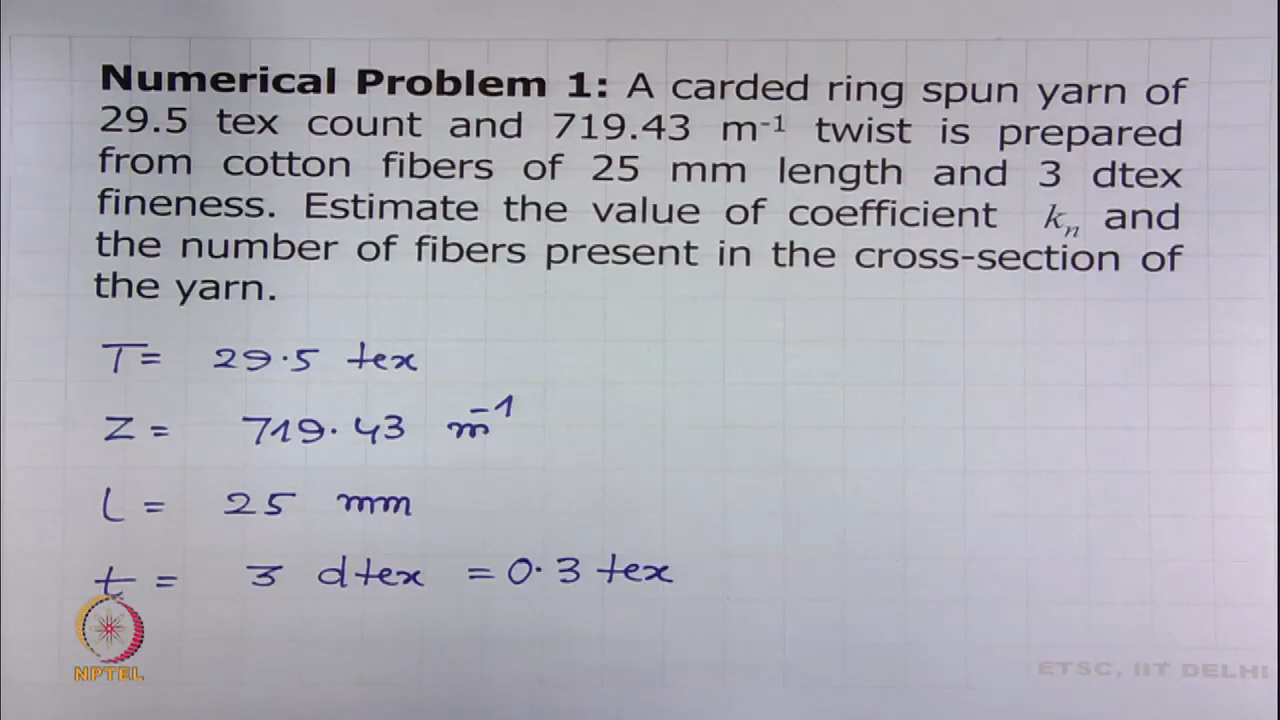 Numerical Problem 1: A carded ring spun yarn of
29.5 tex count and 719.43 m⁻¹ twist is prepared
from cotton fibers of 25 mm length and 3 dtex
fineness. Estimate the value of coefficient kₙ and
the number of fibers present in the cross-section of
the yarn.
T = 29.5 tex
Z = 719.43 m⁻¹
l = 25 mm
t = 3 dtex = 0.3 tex
NPTEL
ETSC, IIT DELHI